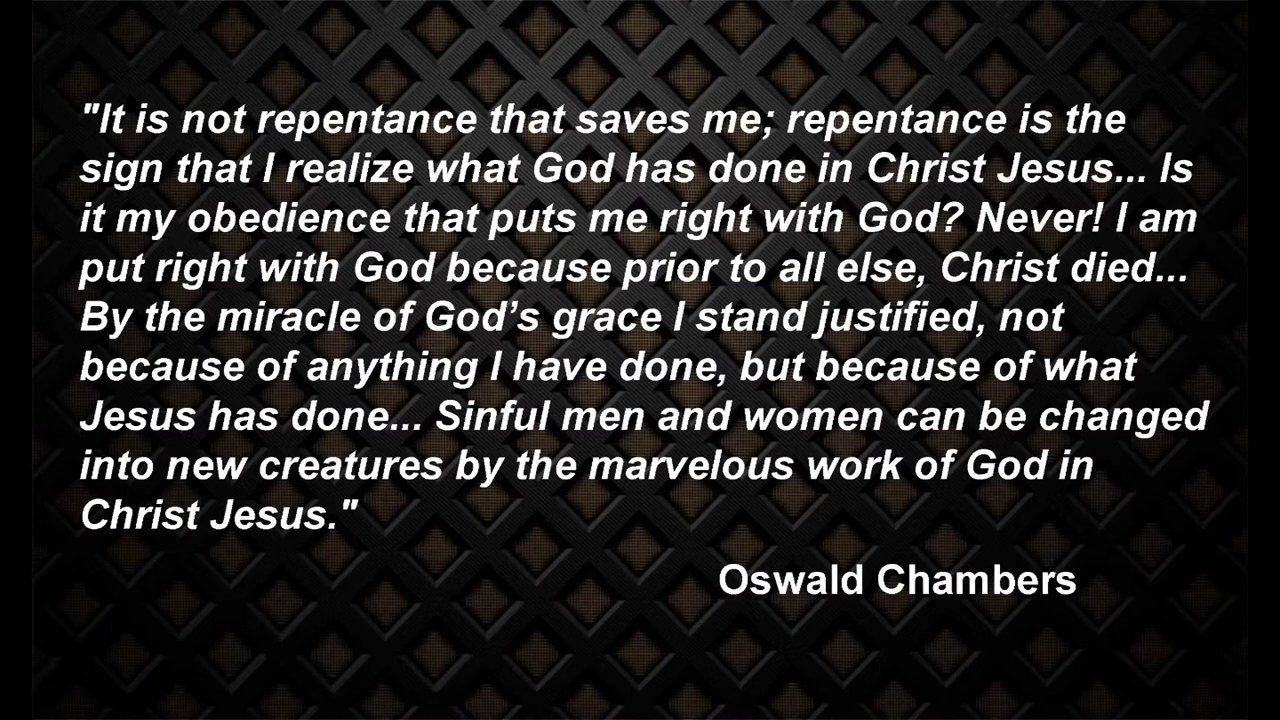 "It is not repentance that saves me; repentance is the
sign that I realize what God has done in Christ Jesus... Is
it my obedience that puts me right with God? Never! I am
put right with God because prior to all else, Christ died...
By the miracle of God’s grace I stand justified, not
because of anything I have done, but because of what
Jesus has done... Sinful men and women can be changed
into new creatures by the marvelous work of God in
Christ Jesus."
Oswald Chambers